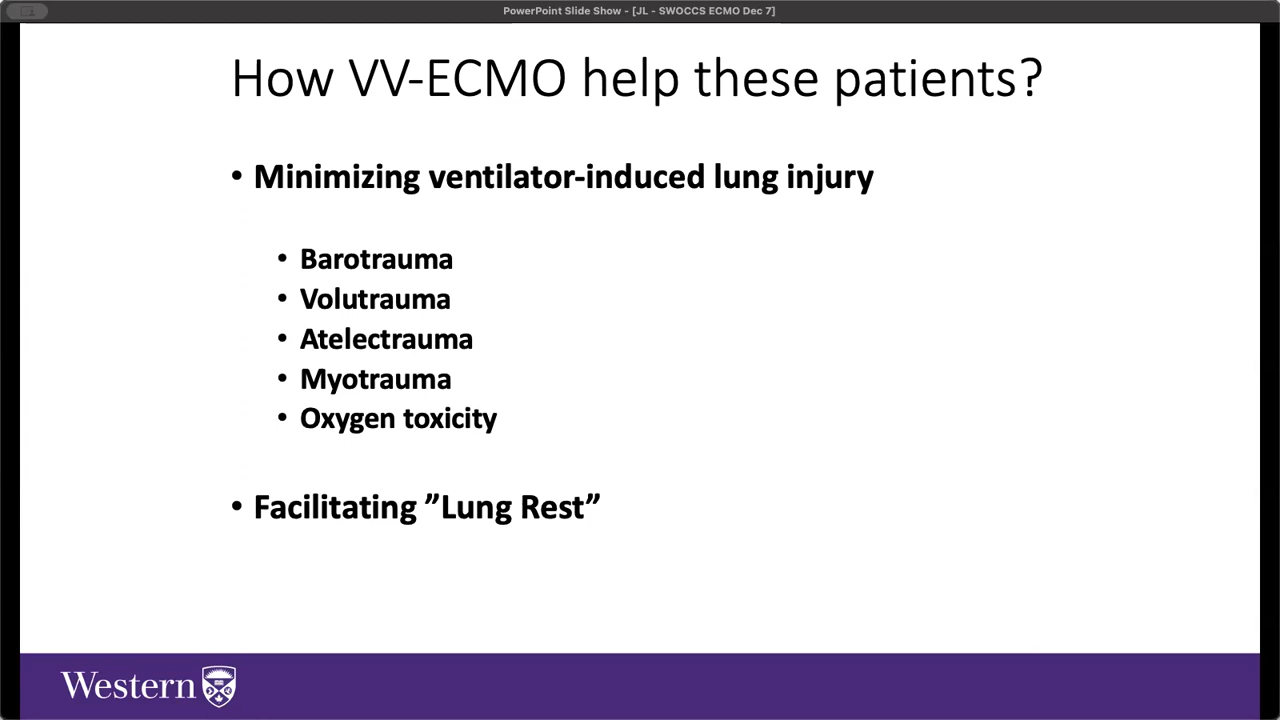 PowerPoint Slide Show - [JL - SWOCCS ECMO Dec 7]
How VV-ECMO help these patients?
• Minimizing ventilator-induced lung injury
• Barotrauma
• Volutrauma
• Atelectrauma
• Myotrauma
• Oxygen toxicity
• Facilitating ”Lung Rest”
Western